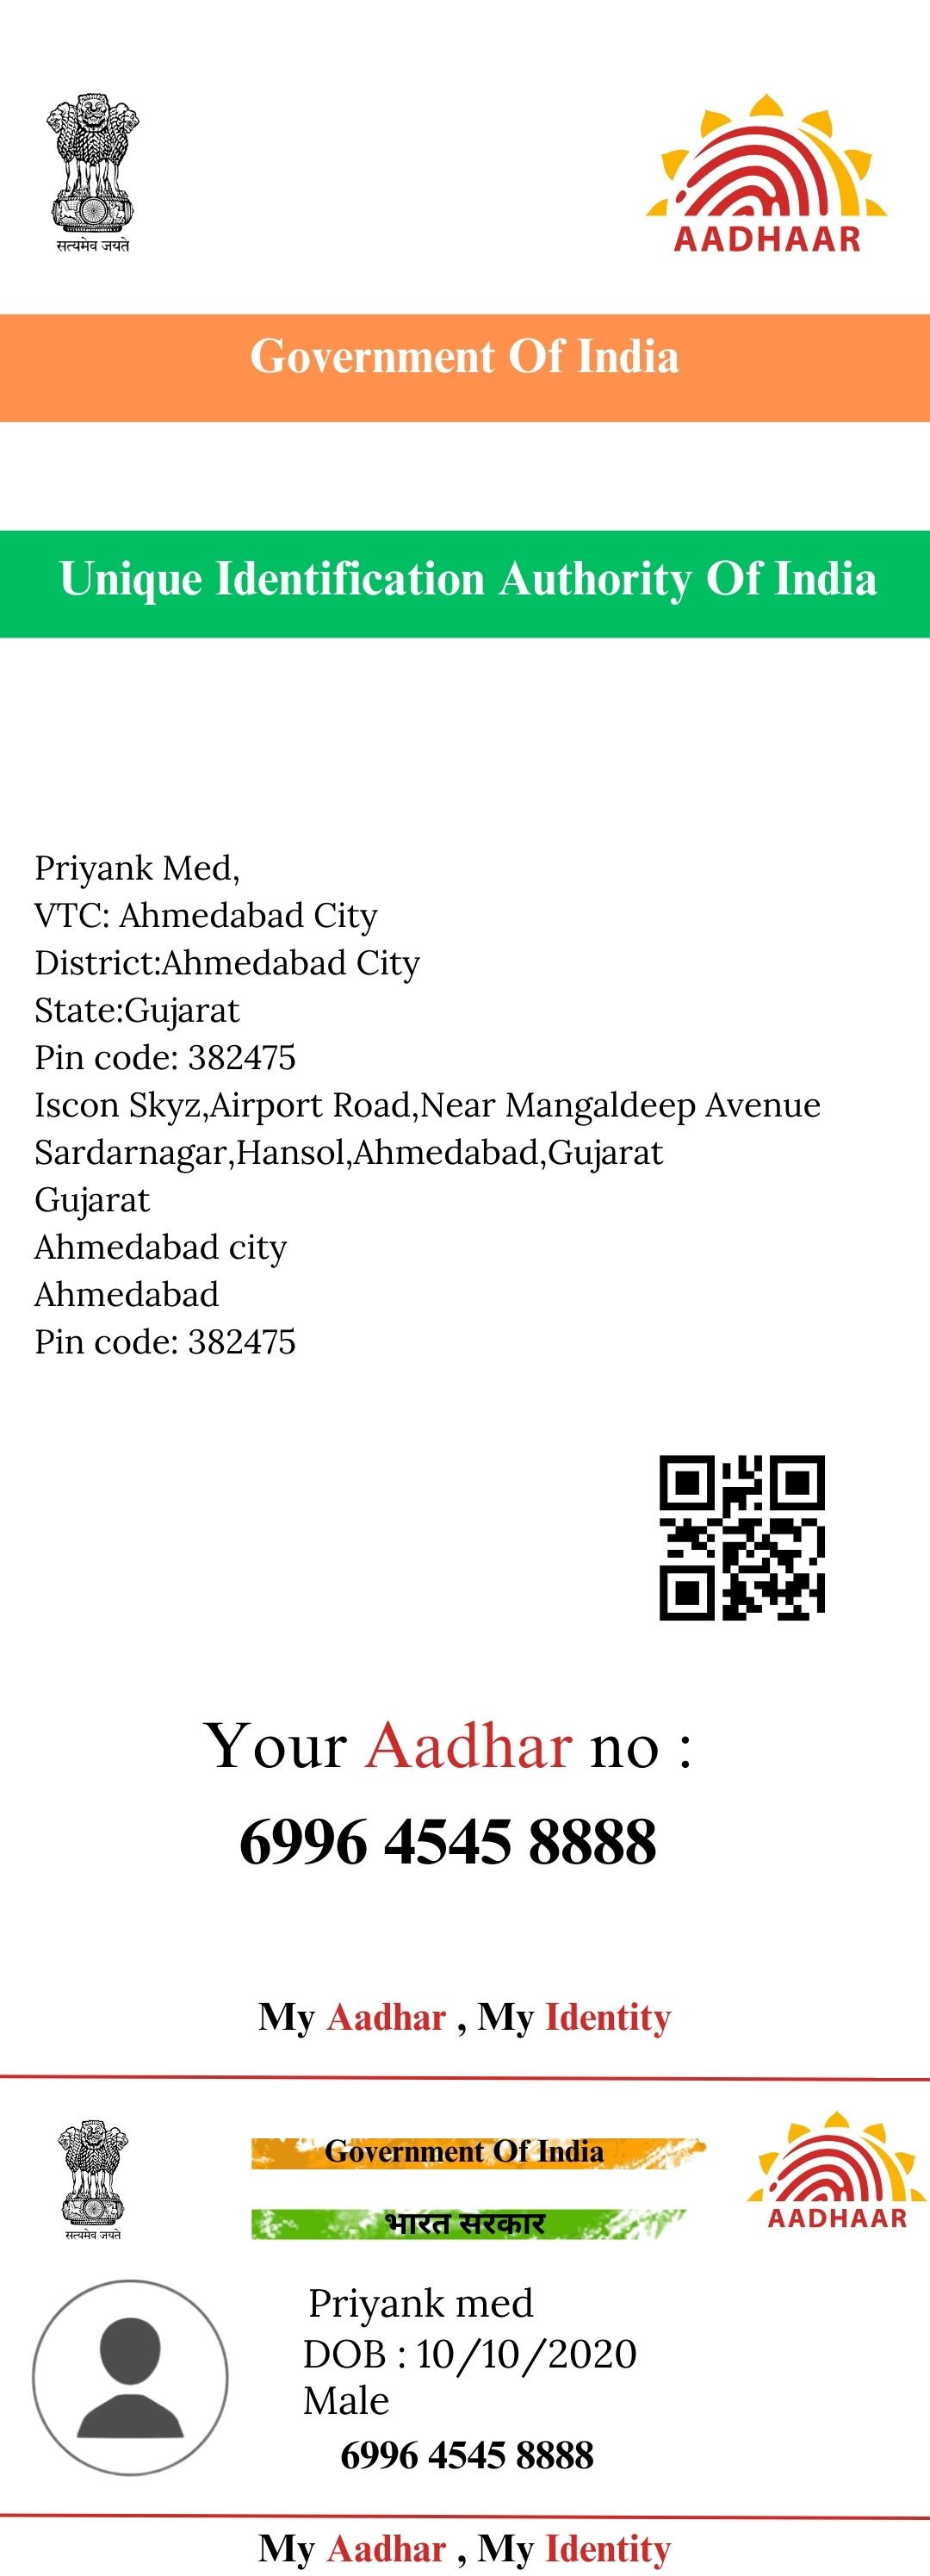 सत्यमेव जयते
AADHAAR
Government Of India
Unique Identification Authority Of India
Priyank Med,
VTC: Ahmedabad City
District:Ahmedabad City
State:Gujarat
Pin code: 382475
Iscon Skyz,Airport Road,Near Mangaldeep Avenue
Sardarnagar,Hansol,Ahmedabad,Gujarat
Gujarat
Ahmedabad city
Ahmedabad
Pin code: 382475
Your Aadhar no :
6996 4545 8888
My Aadhar , My Identity
Government Of India
भारत सरकार
सत्यमेव जयते
AADHAAR
Priyank med
DOB : 10/10/2020
Male
6996 4545 8888
My Aadhar , My Identity